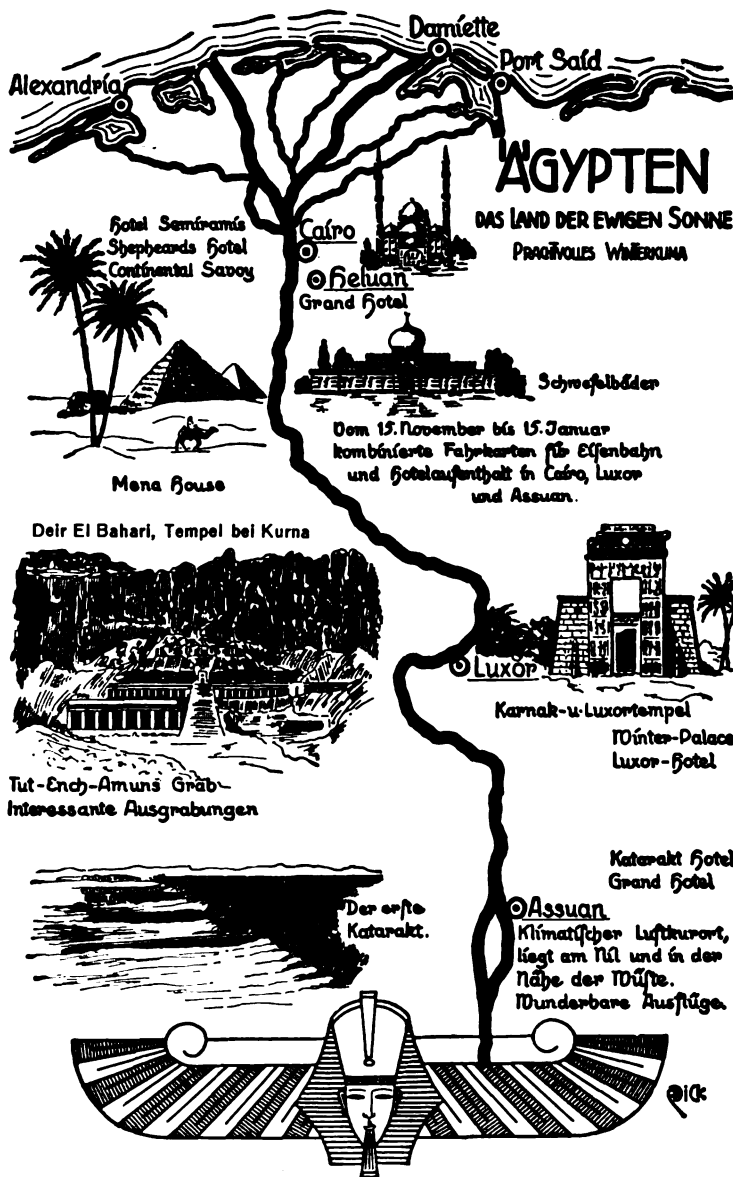 Damiette
Port Said
Alexandria
ÄGYPTEN
DAS LAND DER EWIGEN SONNE
PRACHTVOLLES WINTERKLIMA
Hotel Semiramis
Shepheards Hotel
Continental Savoy
Cairo
Heluan
Grand Hotel
Schwefelbäder
Vom 15. November bis 15. Januar
kombinierte Fahrkarten für Eisenbahn
und Hotelaufenthalt in Cairo, Luxor
und Assuan.
Mena House
Deir El Bahari, Tempel bei Kurna
Luxor
Karnak-u-Luxortempel
Winter-Palace
Luxor-Hotel
Tut-Ench-Amuns Grab
Interessante Ausgrabungen
Katarakt Hotel
Grand Hotel
Der erste
Katarakt.
Assuan
Klimatischer Luftkurort,
liegt am Nil und in der
Nähe der Wüste.
Wunderbare Ausflüge.
Dick